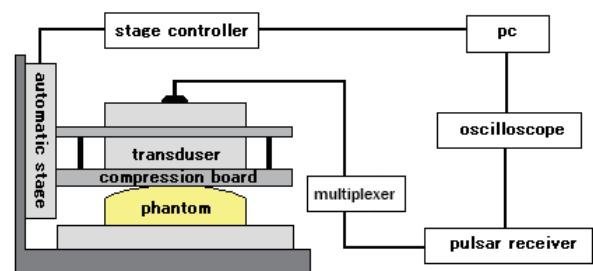 stage controller
pc
automatic stage
oscilloscope
transduser
compression board
multiplexer
phantom
pulsar receiver